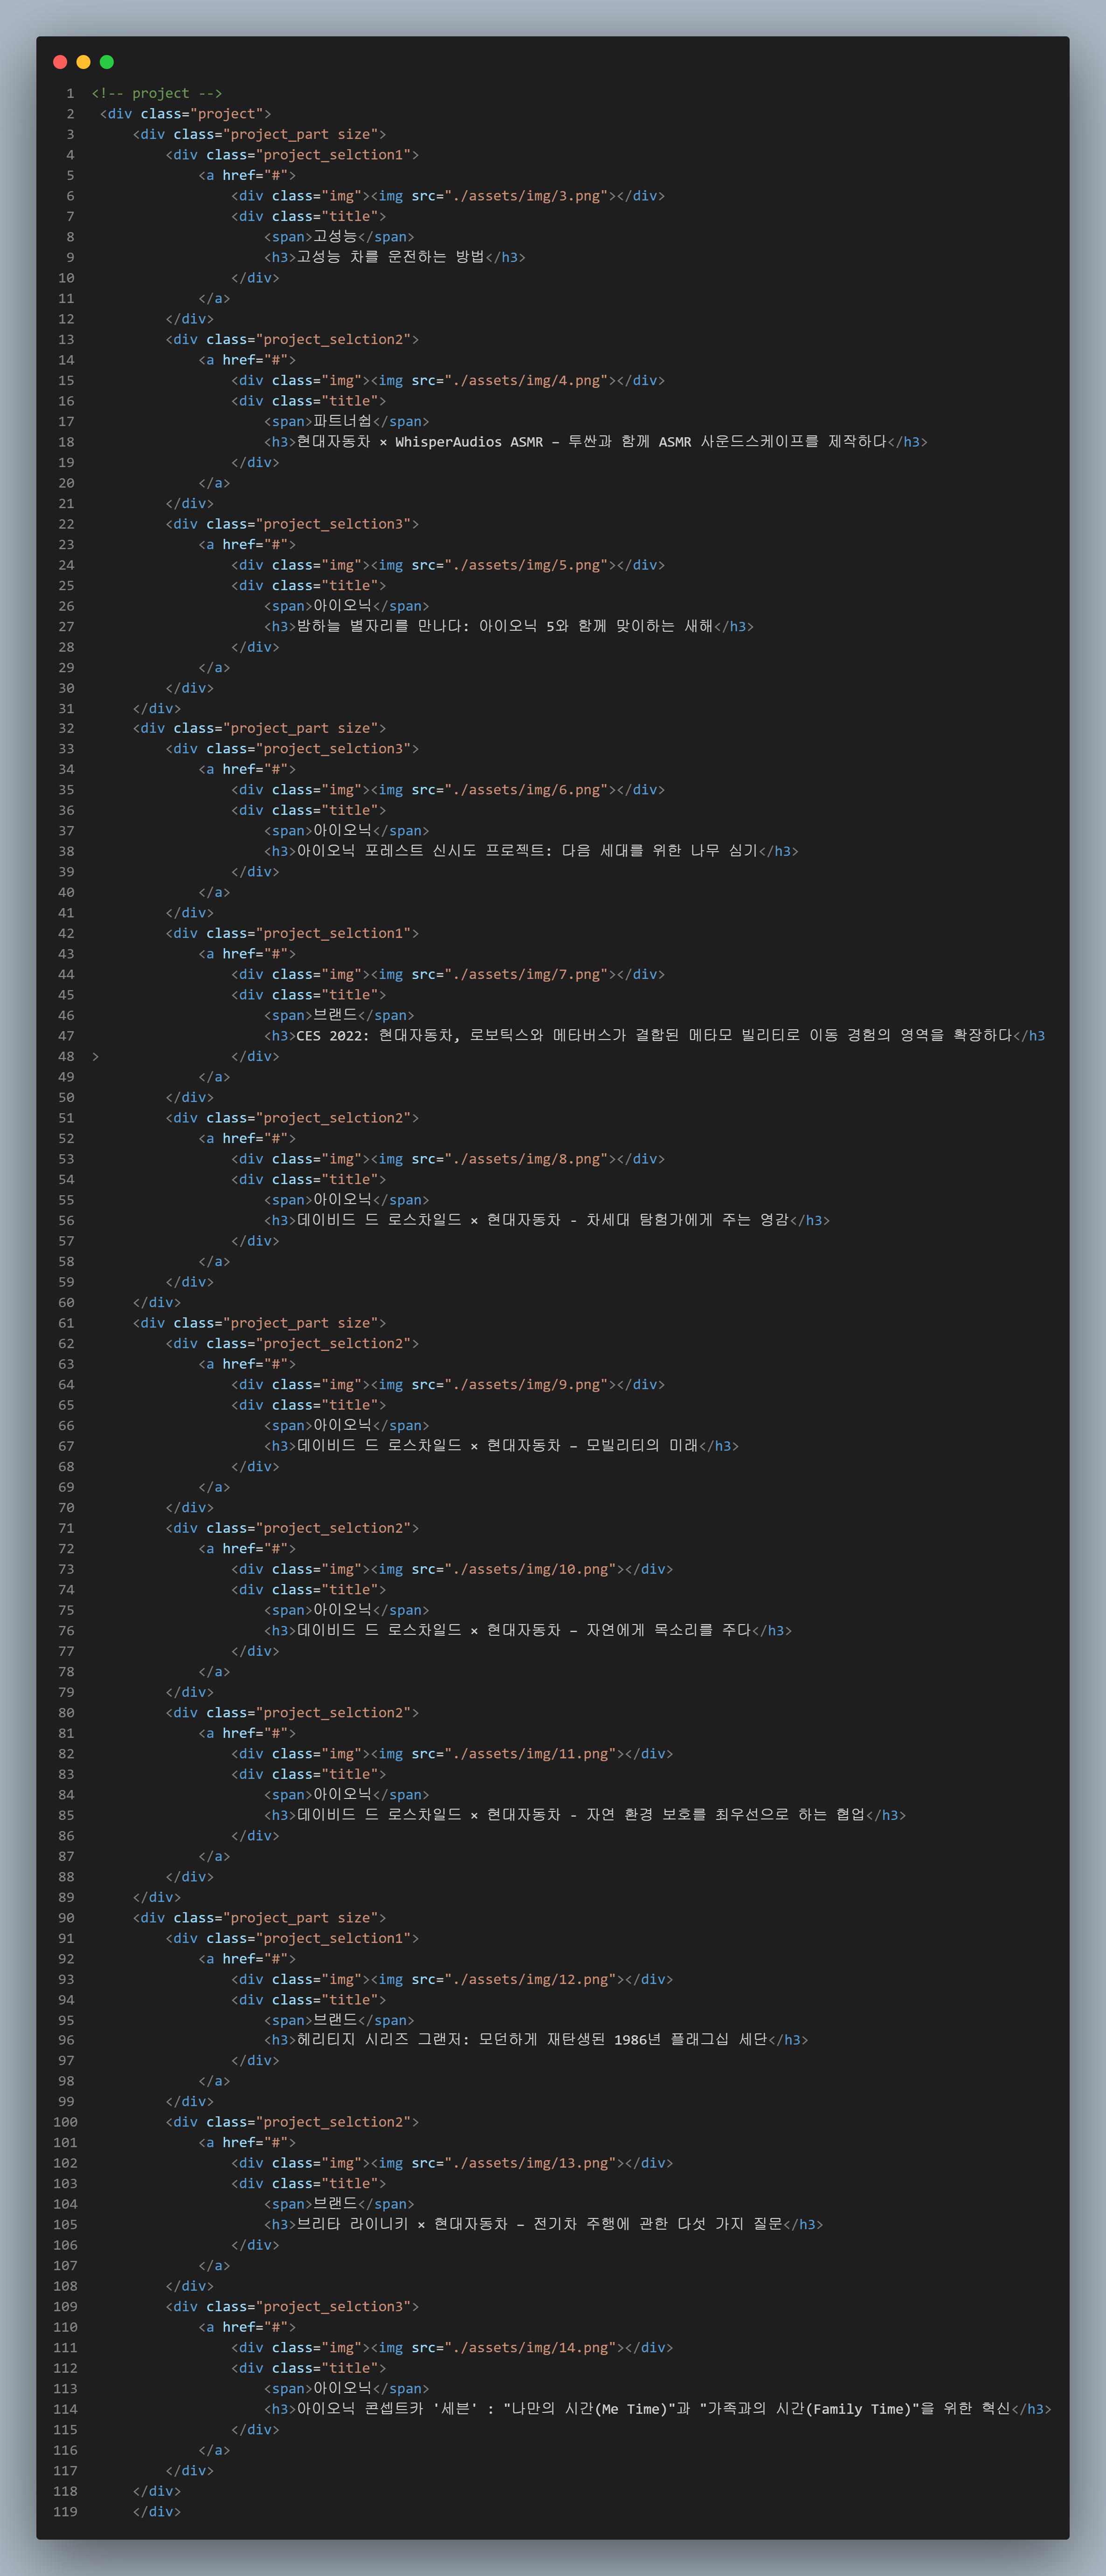 1 <!-- project -->
2 <div class="project">
3 <div class="project_part size">
4 <div class="project_selction1">
5 <a href="#">
6 <div class="img"><img src="./assets/img/3.png"></div>
7 <div class="title">
8 <span>고성능</span>
9 <h3>고성능 차를 운전하는 방법</h3>
10 </div>
11 </a>
12 </div>
13 <div class="project_selction2">
14 <a href="#">
15 <div class="img"><img src="./assets/img/4.png"></div>
16 <div class="title">
17 <span>파트너쉽</span>
18 <h3>현대자동차 × WhisperAudios ASMR – 투싼과 함께 ASMR 사운드스케이프를 제작하다</h3>
19 </div>
20 </a>
21 </div>
22 <div class="project_selction3">
23 <a href="#">
24 <div class="img"><img src="./assets/img/5.png"></div>
25 <div class="title">
26 <span>아이오닉</span>
27 <h3>밤하늘 별자리를 만나다: 아이오닉 5와 함께 맞이하는 새해</h3>
28 </div>
29 </a>
30 </div>
31 </div>
32 <div class="project_part size">
33 <div class="project_selction3">
34 <a href="#">
35 <div class="img"><img src="./assets/img/6.png"></div>
36 <div class="title">
37 <span>아이오닉</span>
38 <h3>아이오닉 포레스트 신시도 프로젝트: 다음 세대를 위한 나무 심기</h3>
39 </div>
40 </a>
41 </div>
42 <div class="project_selction1">
43 <a href="#">
44 <div class="img"><img src="./assets/img/7.png"></div>
45 <div class="title">
46 <span>브랜드</span>
47 <h3>CES 2022: 현대자동차, 로보틱스와 메타버스가 결합된 메타모 빌리티로 이동 경험의 영역을 확장하다</h3
48 > </div>
49 </a>
50 </div>
51 <div class="project_selction2">
52 <a href="#">
53 <div class="img"><img src="./assets/img/8.png"></div>
54 <div class="title">
55 <span>아이오닉</span>
56 <h3>데이비드 드 로스차일드 × 현대자동차 - 차세대 탐험가에게 주는 영감</h3>
57 </div>
58 </a>
59 </div>
60 </div>
61 <div class="project_part size">
62 <div class="project_selction2">
63 <a href="#">
64 <div class="img"><img src="./assets/img/9.png"></div>
65 <div class="title">
66 <span>아이오닉</span>
67 <h3>데이비드 드 로스차일드 × 현대자동차 – 모빌리티의 미래</h3>
68 </div>
69 </a>
70 </div>
71 <div class="project_selction2">
72 <a href="#">
73 <div class="img"><img src="./assets/img/10.png"></div>
74 <div class="title">
75 <span>아이오닉</span>
76 <h3>데이비드 드 로스차일드 × 현대자동차 – 자연에게 목소리를 주다</h3>
77 </div>
78 </a>
79 </div>
80 <div class="project_selction2">
81 <a href="#">
82 <div class="img"><img src="./assets/img/11.png"></div>
83 <div class="title">
84 <span>아이오닉</span>
85 <h3>데이비드 드 로스차일드 × 현대자동차 - 자연 환경 보호를 최우선으로 하는 협업</h3>
86 </div>
87 </a>
88 </div>
89 </div>
90 <div class="project_part size">
91 <div class="project_selction1">
92 <a href="#">
93 <div class="img"><img src="./assets/img/12.png"></div>
94 <div class="title">
95 <span>브랜드</span>
96 <h3>헤리티지 시리즈 그랜저: 모던하게 재탄생된 1986년 플래그십 세단</h3>
97 </div>
98 </a>
99 </div>
100 <div class="project_selction2">
101 <a href="#">
102 <div class="img"><img src="./assets/img/13.png"></div>
103 <div class="title">
104 <span>브랜드</span>
105 <h3>브리타 라이니키 × 현대자동차 – 전기차 주행에 관한 다섯 가지 질문</h3>
106 </div>
107 </a>
108 </div>
109 <div class="project_selction3">
110 <a href="#">
111 <div class="img"><img src="./assets/img/14.png"></div>
112 <div class="title">
113 <span>아이오닉</span>
114 <h3>아이오닉 콘셉트카 '세븐' : "나만의 시간(Me Time)"과 "가족과의 시간(Family Time)"을 위한 혁신</h3>
115 </div>
116 </a>
117 </div>
118 </div>
119 </div>